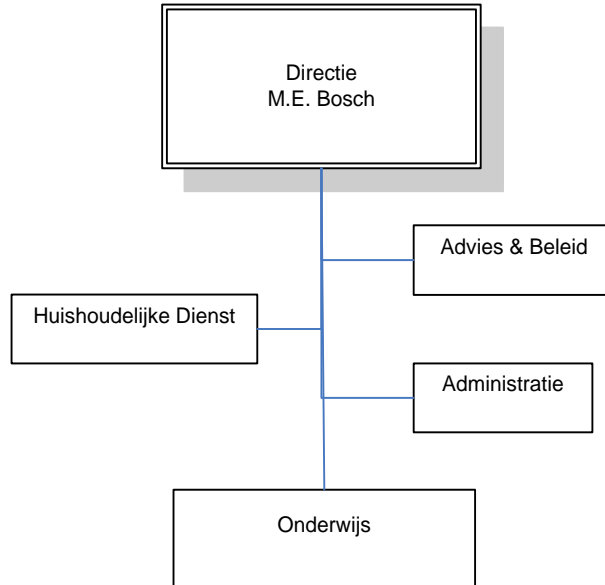 Directie
M.E. Bosch
Advies & Beleid
Huishoudelijke Dienst
Administratie
Onderwijs